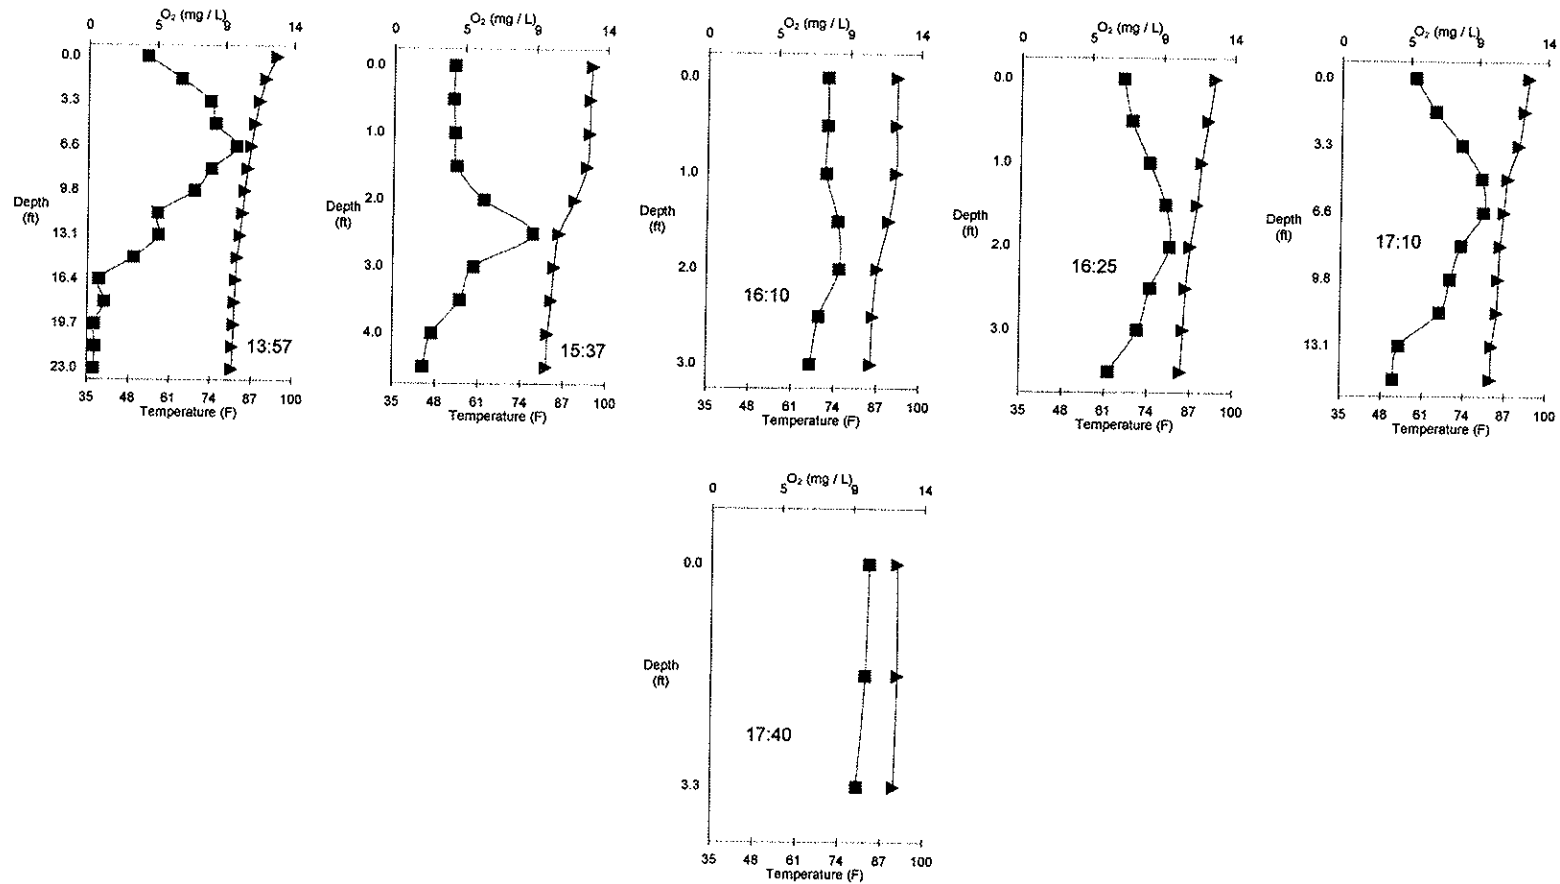 O₂ (mg / L)
0 5 9 14
0.0
3.3
6.6
9.8
Depth
(ft)
13.1
16.4
19.7
23.0
13:57
35 48 61 74 87 100
Temperature (F)
O₂ (mg / L)
0 5 9 14
0.0
1.0
2.0
Depth
(ft)
3.0
4.0
15:37
35 48 61 74 87 100
Temperature (F)
O₂ (mg / L)
0 5 9 14
0.0
1.0
Depth
(ft)
2.0
16:10
3.0
35 48 61 74 87 100
Temperature (F)
O₂ (mg / L)
0 5 9 14
0.0
1.0
Depth
(ft)
2.0
16:25
3.0
35 48 61 74 87 100
Temperature (F)
O₂ (mg / L)
0 5 9 14
0.0
3.3
6.6
Depth
(ft)
17:10
9.8
13.1
35 48 61 74 87 100
Temperature (F)
O₂ (mg / L)
0 5 9 14
0.0
Depth
(ft)
17:40
3.3
35 48 61 74 87 100
Temperature (F)